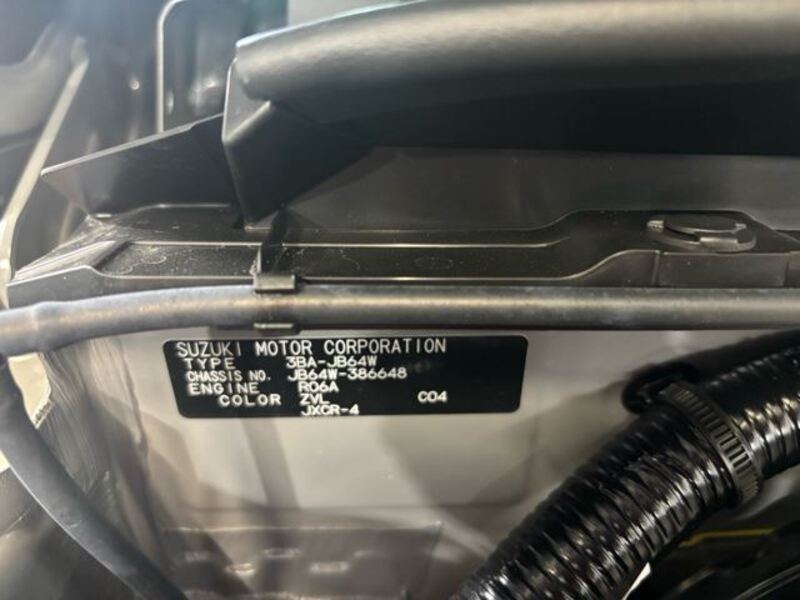 SUZUKI MOTOR CORPORATION
TYPE 3BA-JB64W
CHASSIS NO. JB64W-386648
ENGINE R06A
COLOR ZVL C04
JXCR-4